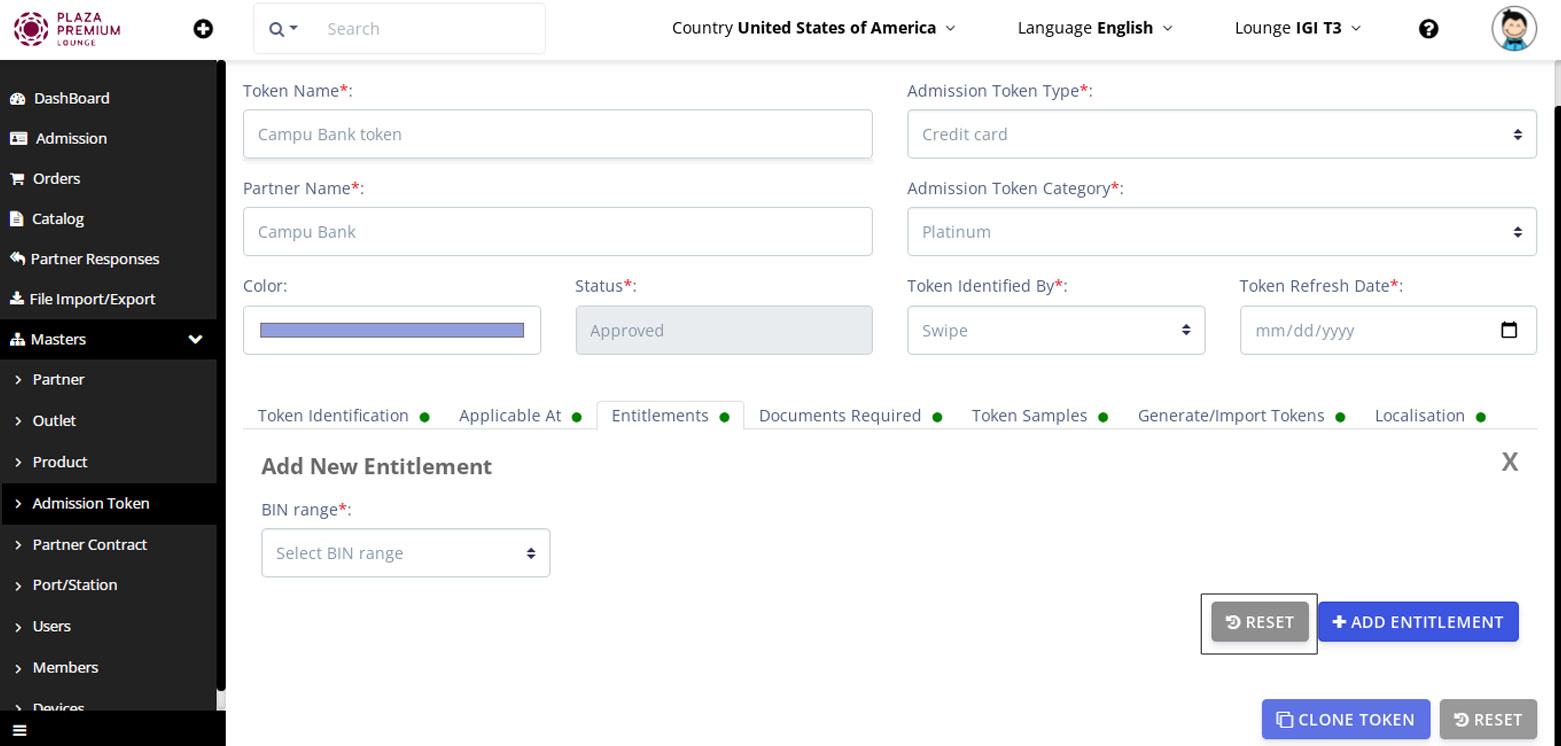 PLAZA
PREMIUM
LOUNGE
Search
Country United States of America
Language English
Lounge IGI T3
DashBoard
Admission
Orders
Catalog
Partner Responses
File Import/Export
Masters
Partner
Outlet
Product
Admission Token
Partner Contract
Port/Station
Users
Members
Devices
Token Name*:
Campu Bank token
Admission Token Type*:
Credit card
Partner Name*:
Campu Bank
Admission Token Category*:
Platinum
Color:
Status*:
Approved
Token Identified By*:
Swipe
Token Refresh Date*:
mm/dd/yyyy
Token Identification
Applicable At
Entitlements
Documents Required
Token Samples
Generate/Import Tokens
Localisation
Add New Entitlement
X
BIN range*:
Select BIN range
RESET
ADD ENTITLEMENT
CLONE TOKEN
RESET